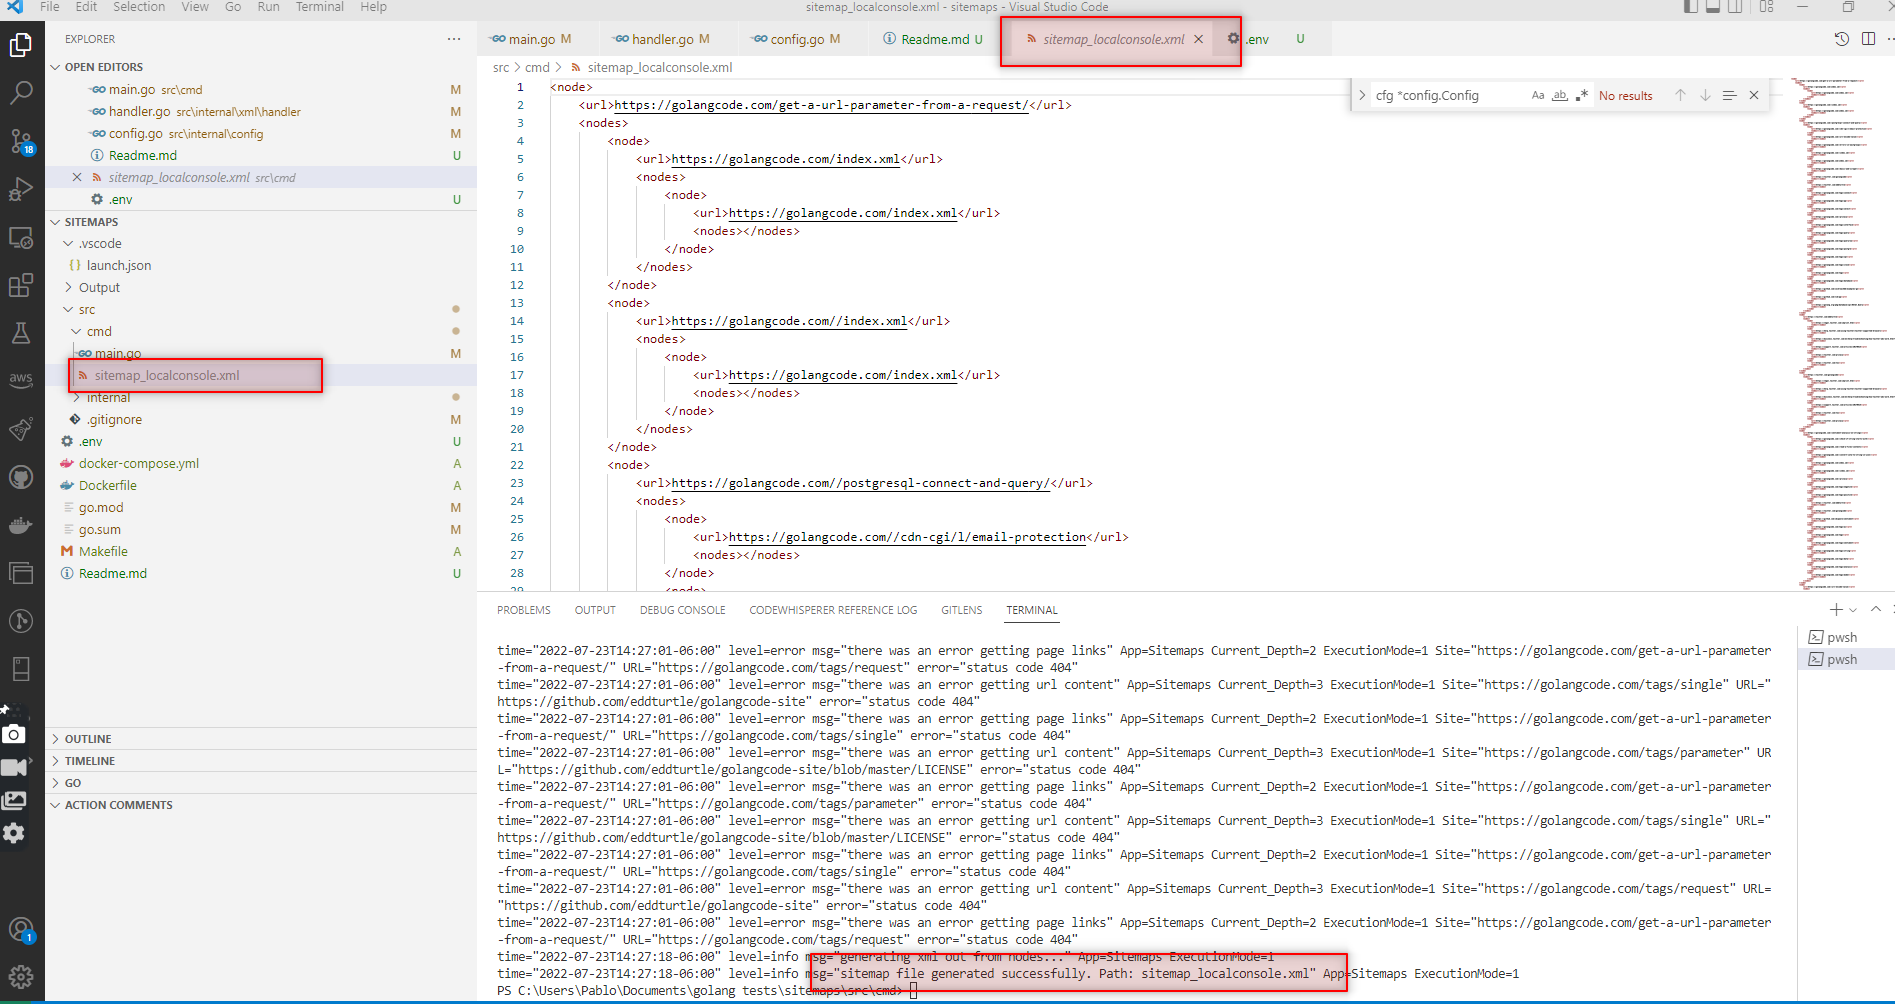 File Edit Selection View Go Run Terminal Help
sitemap_localconsole.xml - sitemaps - Visual Studio Code
EXPLORER
OPEN EDITORS
main.go src\cmd M
handler.go src\internal\xml\handler M
config.go src\internal\config M
Readme.md U
sitemap_localconsole.xml src\cmd
.env U
SITEMAPS
.vscode
{} launch.json
Output
src
cmd
main.go M
sitemap_localconsole.xml
internal
.gitignore M
.env U
docker-compose.yml A
Dockerfile A
go.mod M
go.sum M
Makefile A
Readme.md U
OUTLINE
TIMELINE
GO
ACTION COMMENTS
18
aws
1
main.go M handler.go M config.go M Readme.md U sitemap_localconsole.xml .env U
src > cmd > sitemap_localconsole.xml
cfg *config.Config Aa ab .* No results
1 <node>
2 <url>https://golangcode.com/get-a-url-parameter-from-a-request/</url>
3 <nodes>
4 <node>
5 <url>https://golangcode.com/index.xml</url>
6 <nodes>
7 <node>
8 <url>https://golangcode.com/index.xml</url>
9 <nodes></nodes>
10 </node>
11 </nodes>
12 </node>
13 <node>
14 <url>https://golangcode.com//index.xml</url>
15 <nodes>
16 <node>
17 <url>https://golangcode.com/index.xml</url>
18 <nodes></nodes>
19 </node>
20 </nodes>
21 </node>
22 <node>
23 <url>https://golangcode.com//postgresql-connect-and-query/</url>
24 <nodes>
25 <node>
26 <url>https://golangcode.com//cdn-cgi/l/email-protection</url>
27 <nodes></nodes>
28 </node>
29 <node>
PROBLEMS OUTPUT DEBUG CONSOLE CODEWHISPERER REFERENCE LOG GITLENS TERMINAL
pwsh
pwsh
time="2022-07-23T14:27:01-06:00" level=error msg="there was an error getting page links" App=Sitemaps Current_Depth=2 ExecutionMode=1 Site="https://golangcode.com/get-a-url-parameter
-from-a-request/" URL="https://golangcode.com/tags/request" error="status code 404"
time="2022-07-23T14:27:01-06:00" level=error msg="there was an error getting url content" App=Sitemaps Current_Depth=3 ExecutionMode=1 Site="https://golangcode.com/tags/single" URL="
https://github.com/eddturtle/golangcode-site" error="status code 404"
time="2022-07-23T14:27:01-06:00" level=error msg="there was an error getting page links" App=Sitemaps Current_Depth=2 ExecutionMode=1 Site="https://golangcode.com/get-a-url-parameter
-from-a-request/" URL="https://golangcode.com/tags/single" error="status code 404"
time="2022-07-23T14:27:01-06:00" level=error msg="there was an error getting url content" App=Sitemaps Current_Depth=3 ExecutionMode=1 Site="https://golangcode.com/tags/parameter" UR
L="https://github.com/eddturtle/golangcode-site/blob/master/LICENSE" error="status code 404"
time="2022-07-23T14:27:01-06:00" level=error msg="there was an error getting page links" App=Sitemaps Current_Depth=2 ExecutionMode=1 Site="https://golangcode.com/get-a-url-parameter
-from-a-request/" URL="https://golangcode.com/tags/parameter" error="status code 404"
time="2022-07-23T14:27:01-06:00" level=error msg="there was an error getting url content" App=Sitemaps Current_Depth=3 ExecutionMode=1 Site="https://golangcode.com/tags/single" URL="
https://github.com/eddturtle/golangcode-site/blob/master/LICENSE" error="status code 404"
time="2022-07-23T14:27:01-06:00" level=error msg="there was an error getting page links" App=Sitemaps Current_Depth=2 ExecutionMode=1 Site="https://golangcode.com/get-a-url-parameter
-from-a-request/" URL="https://golangcode.com/tags/single" error="status code 404"
time="2022-07-23T14:27:01-06:00" level=error msg="there was an error getting url content" App=Sitemaps Current_Depth=3 ExecutionMode=1 Site="https://golangcode.com/tags/request" URL=
"https://github.com/eddturtle/golangcode-site" error="status code 404"
time="2022-07-23T14:27:01-06:00" level=error msg="there was an error getting page links" App=Sitemaps Current_Depth=2 ExecutionMode=1 Site="https://golangcode.com/get-a-url-parameter
-from-a-request/" URL="https://golangcode.com/tags/request" error="status code 404"
time="2022-07-23T14:27:18-06:00" level=info msg="generating xml out from nodes..." App=Sitemaps ExecutionMode=1
time="2022-07-23T14:27:18-06:00" level=info msg="sitemap file generated successfully. Path: sitemap_localconsole.xml" App=Sitemaps ExecutionMode=1
PS C:\Users\Pablo\Documents\golang tests\sitemaps\src\cmd>